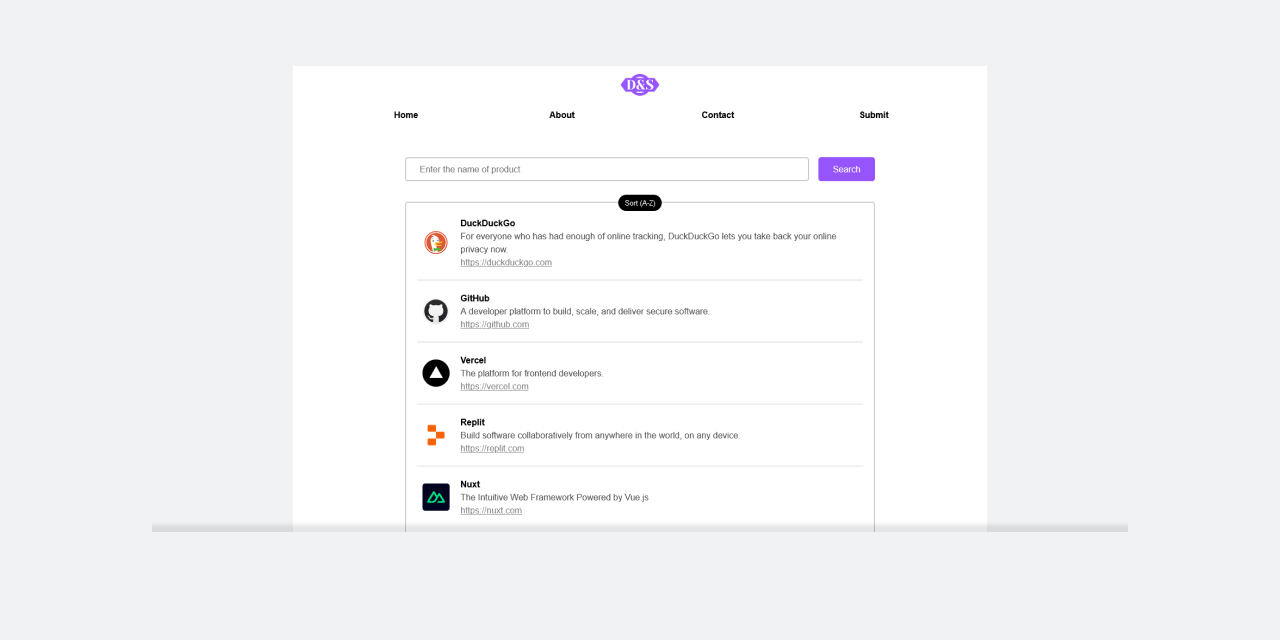 D&S
Home About Contact Submit
Enter the name of product Search
Sort (A-Z)
DuckDuckGo
For everyone who has had enough of online tracking, DuckDuckGo lets you take back your online
privacy now.
https://duckduckgo.com
GitHub
A developer platform to build, scale, and deliver secure software.
https://github.com
Vercel
The platform for frontend developers.
https://vercel.com
Replit
Build software collaboratively from anywhere in the world, on any device.
https://replit.com
Nuxt
The Intuitive Web Framework Powered by Vue.js
https://nuxt.com